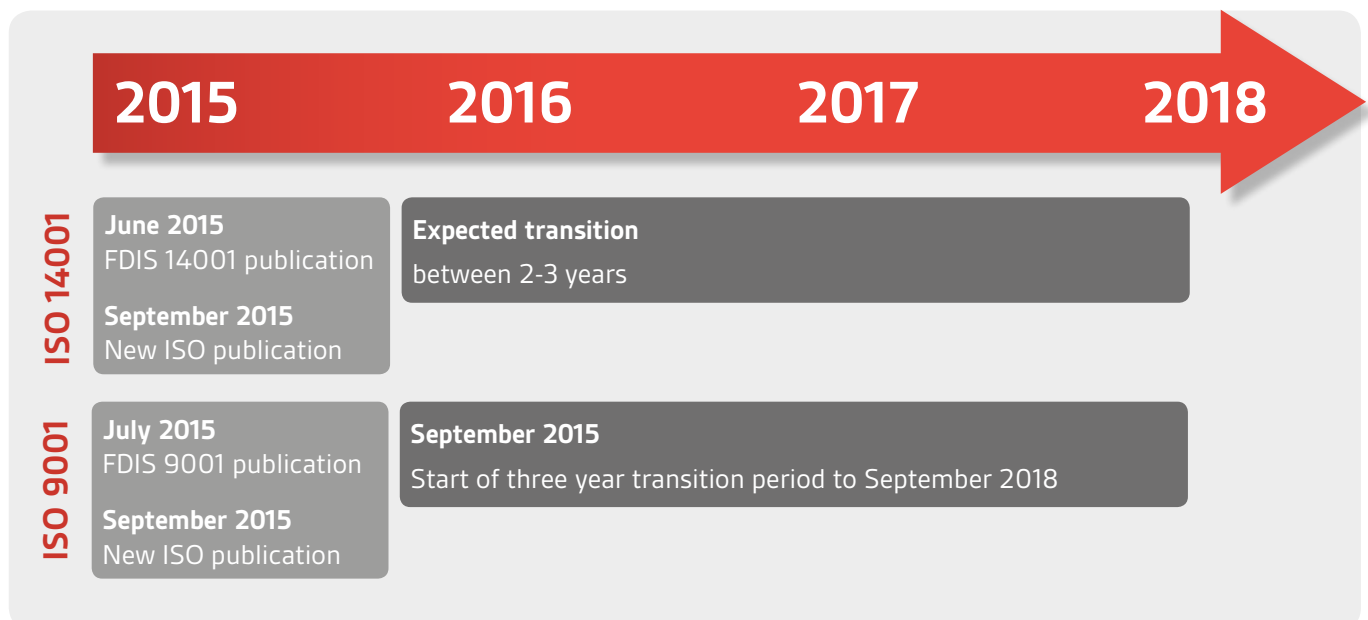 2015 2016 2017 2018
ISO 14001
June 2015
FDIS 14001 publication
September 2015
New ISO publication
Expected transition
between 2-3 years
ISO 9001
July 2015
FDIS 9001 publication
September 2015
New ISO publication
September 2015
Start of three year transition period to September 2018